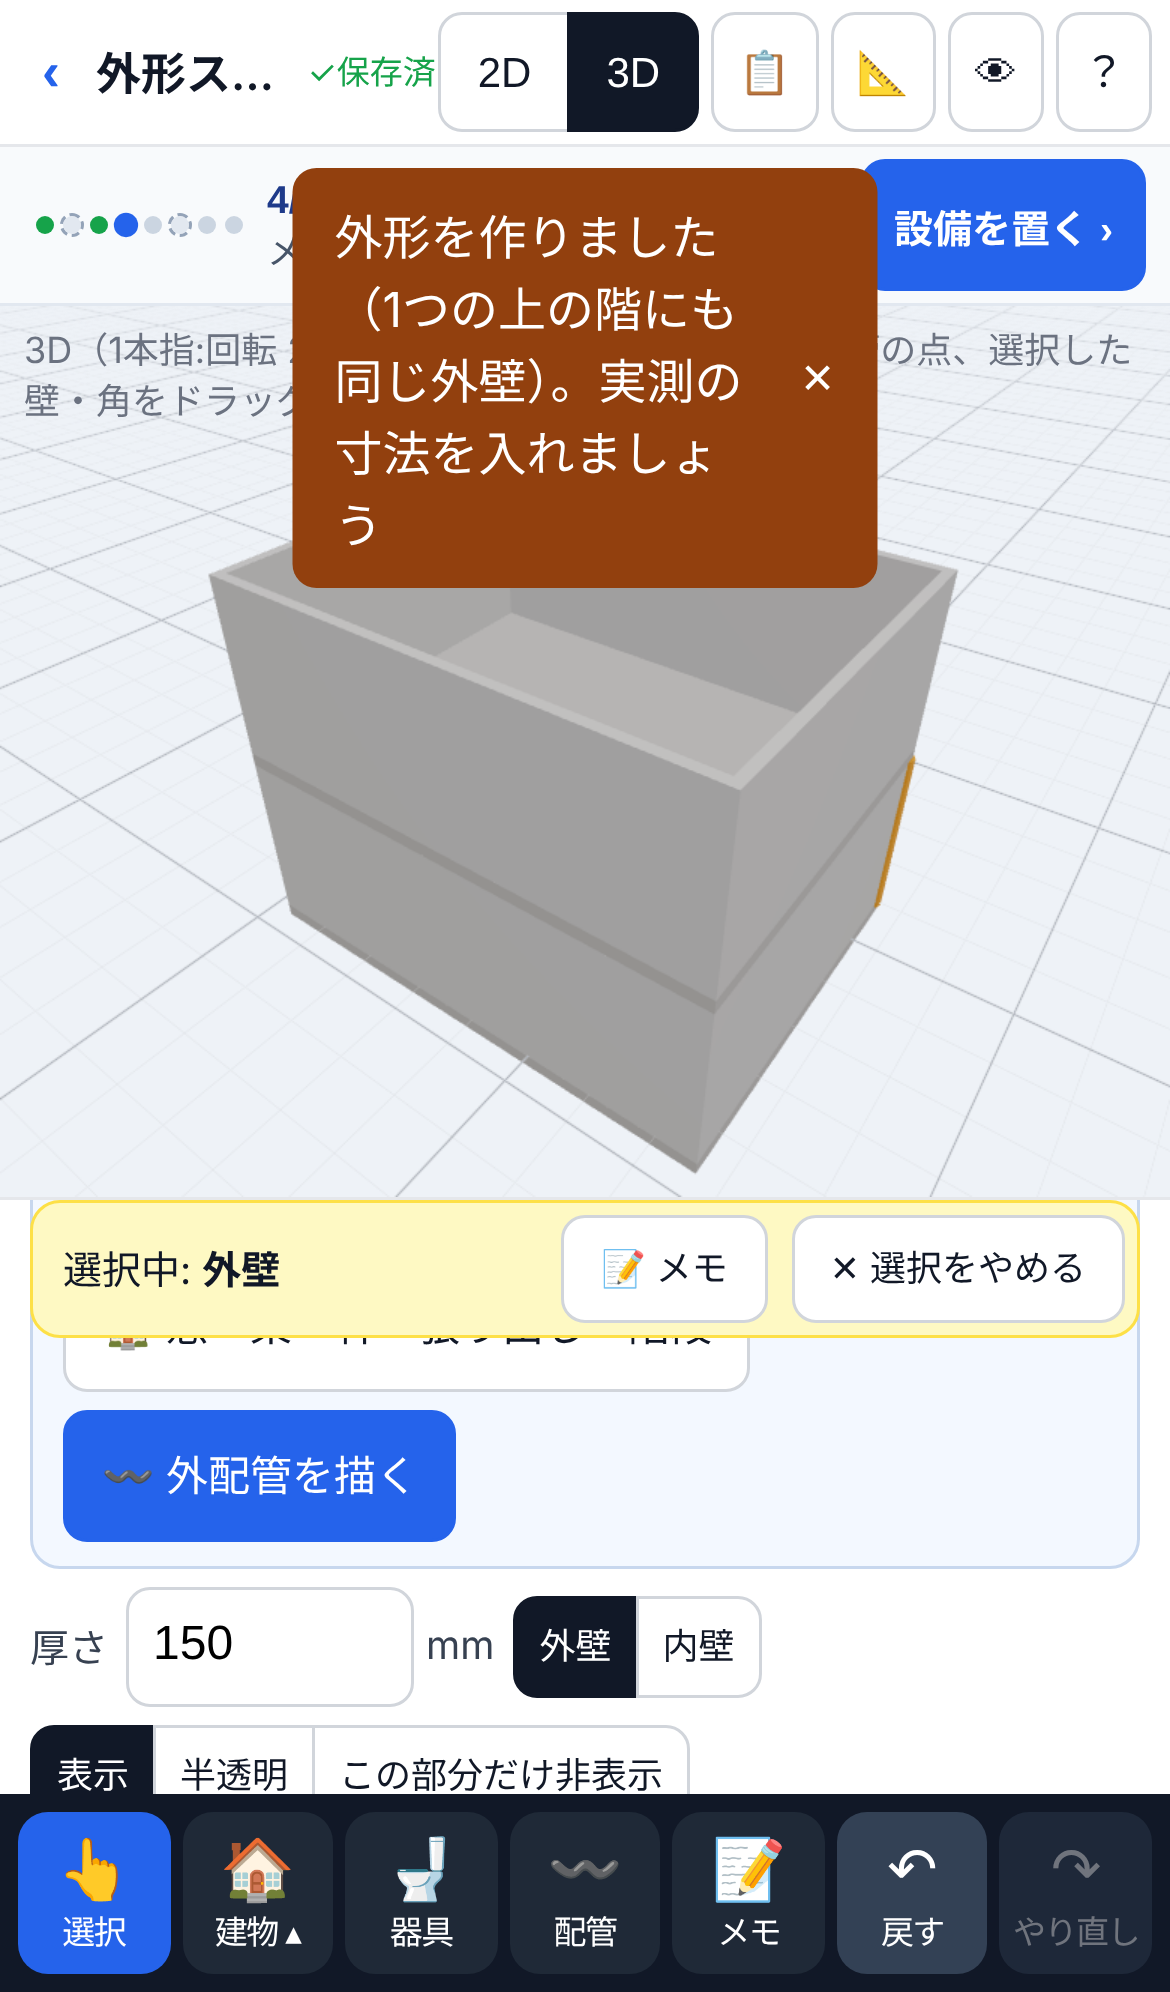 ‹ 外形ス… ✓保存済 2D 3D ?
4/
設備を置く ›
外形を作りました
（1つの上の階にも
同じ外壁）。実測の
寸法を入れましょ
う
×
3D（1本指:回転
の点、選択した
壁・角をドラッグ
選択中: 外壁
メモ
✕ 選択をやめる
外配管を描く
厚さ 150 mm 外壁 内壁
表示 半透明 この部分だけ非表示
選択 建物▲ 器具 配管 メモ 戻す やり直し